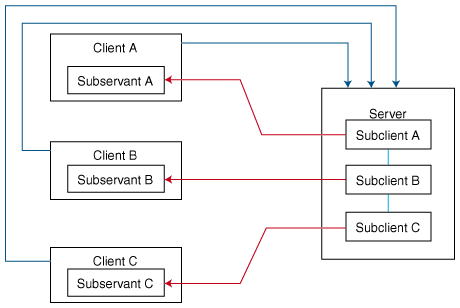 Client A
Subservant A
Server
Subclient A
Client B
Subservant B
Subclient B
Subclient C
Client C
Subservant C